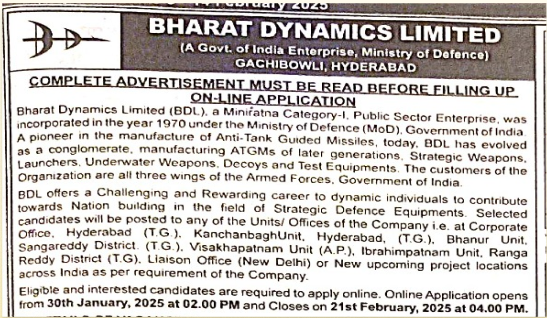 14 February 2025
BDL
BHARAT DYNAMICS LIMITED
(A Govt. of India Enterprise, Ministry of Defence)
GACHIBOWLI, HYDERABAD
COMPLETE ADVERTISEMENT MUST BE READ BEFORE FILLING UP
ON-LINE APPLICATION
Bharat Dynamics Limited (BDL), a Miniratna Category-I, Public Sector Enterprise, was
incorporated in the year 1970 under the Ministry of Defence (MoD), Government of India.
A pioneer in the manufacture of Anti-Tank Guided Missiles, today, BDL has evolved
as a conglomerate, manufacturing ATGMs of later generations, Strategic Weapons,
Launchers, Underwater Weapons, Decoys and Test Equipments. The customers of the
Organization are all three wings of the Armed Forces, Government of India.
BDL offers a Challenging and Rewarding career to dynamic individuals to contribute
towards Nation building in the field of Strategic Defence Equipments. Selected
candidates will be posted to any of the Units/ Offices of the Company i.e. at Corporate
Office, Hyderabad (T.G.), KanchanbaghUnit, Hyderabad, (T.G.), Bhanur Unit,
Sangareddy District. (T.G.), Visakhapatnam Unit (A.P.), Ibrahimpatnam Unit, Ranga
Reddy District (T.G). Liaison Office (New Delhi) or New upcoming project locations
across India as per requirement of the Company.
Eligible and interested candidates are required to apply online. Online Application opens
from 30th January, 2025 at 02.00 PM and Closes on 21st February, 2025 at 04.00 PM.